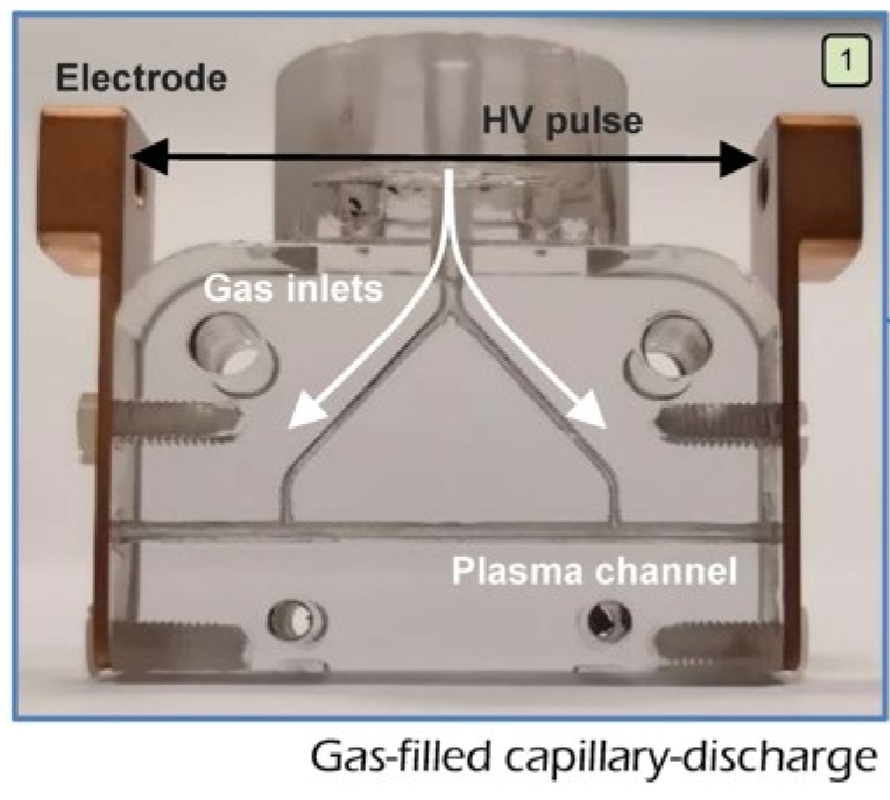 1
Electrode
HV pulse
Gas inlets
Plasma channel
Gas-filled capillary-discharge